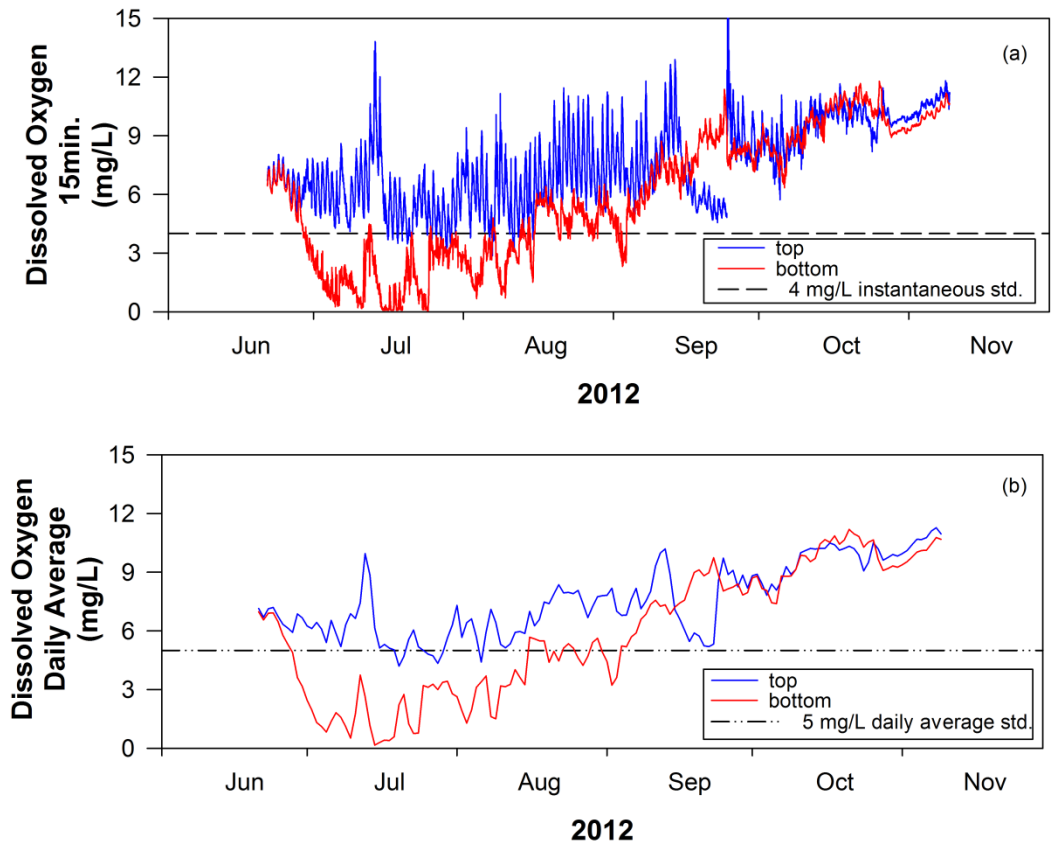 Dissolved Oxygen
15min.
(mg/L)
15
12
9
6
3
0
(a)
top
bottom
4 mg/L instantaneous std.
Jun Jul Aug Sep Oct Nov
2012
Dissolved Oxygen
Daily Average
(mg/L)
15
12
9
6
3
0
(b)
top
bottom
5 mg/L daily average std.
Jun Jul Aug Sep Oct Nov
2012